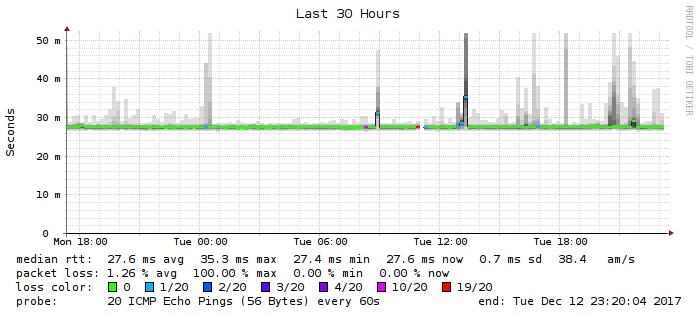 Last 30 Hours
RRDTOOL / TOBI OETIKER
Seconds
50 m
40 m
30 m
20 m
10 m
0
Mon 18:00 Tue 00:00 Tue 06:00 Tue 12:00 Tue 18:00
median rtt: 27.6 ms avg 35.3 ms max 27.4 ms min 27.6 ms now 0.7 ms sd 38.4 am/s
packet loss: 1.26 % avg 100.00 % max 0.00 % min 0.00 % now
loss color: 0 1/20 2/20 3/20 4/20 10/20 19/20
probe: 20 ICMP Echo Pings (56 Bytes) every 60s end: Tue Dec 12 23:20:04 2017